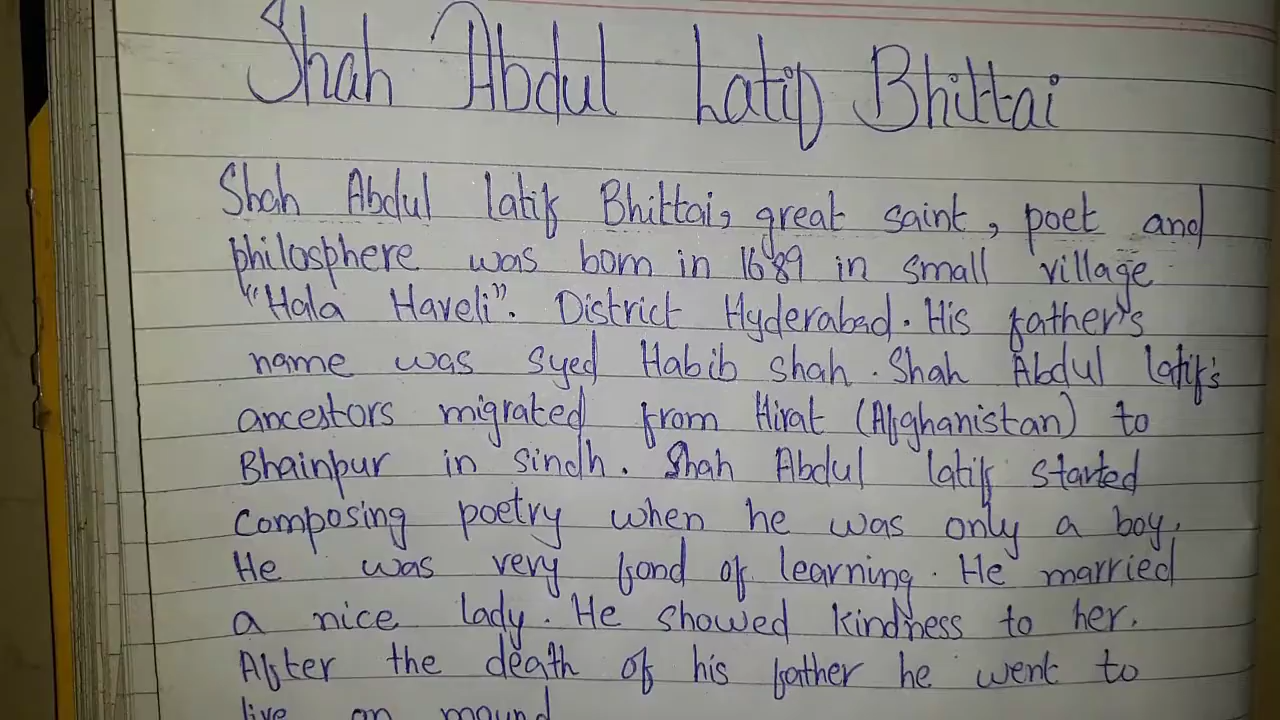 Shah Abdul Latif Bhittai
Shah Abdul latif Bhittai, great saint, poet and
philosphere was born in 1689 in small village
"Hala Haveli". District Hyderabad. His father's
name was syed Habib shah. Shah Abdul latif's
ancestors migrated from Hirat (Afghanistan) to
Bhainpur in sindh. Shah Abdul latif started
composing poetry when he was only a boy.
He was very fond of learning. He married
a nice lady. He showed kindness to her.
After the death of his father he went to
live on mound